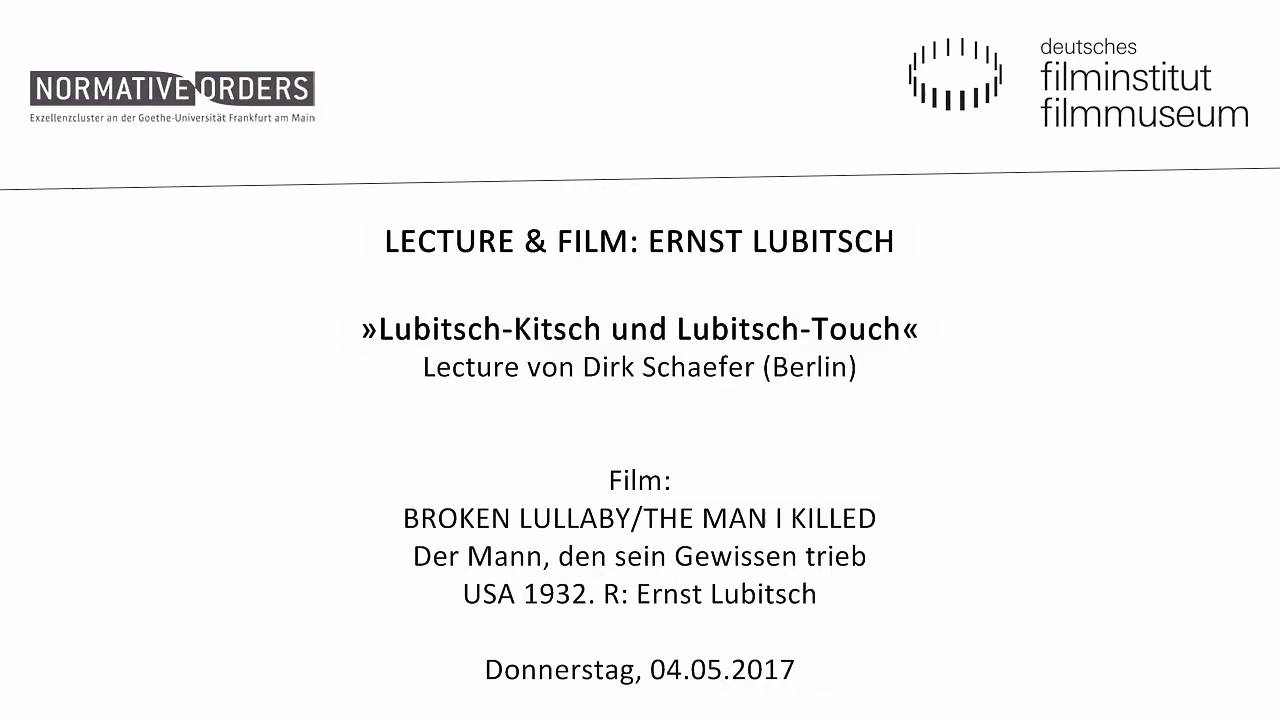 NORMATIVE ORDERS
Exzellenzcluster an der Goethe-Universität Frankfurt am Main
deutsches
filminstitut
filmmuseum
LECTURE & FILM: ERNST LUBITSCH
»Lubitsch-Kitsch und Lubitsch-Touch«
Lecture von Dirk Schaefer (Berlin)
Film:
BROKEN LULLABY/THE MAN I KILLED
Der Mann, den sein Gewissen trieb
USA 1932. R: Ernst Lubitsch
Donnerstag, 04.05.2017